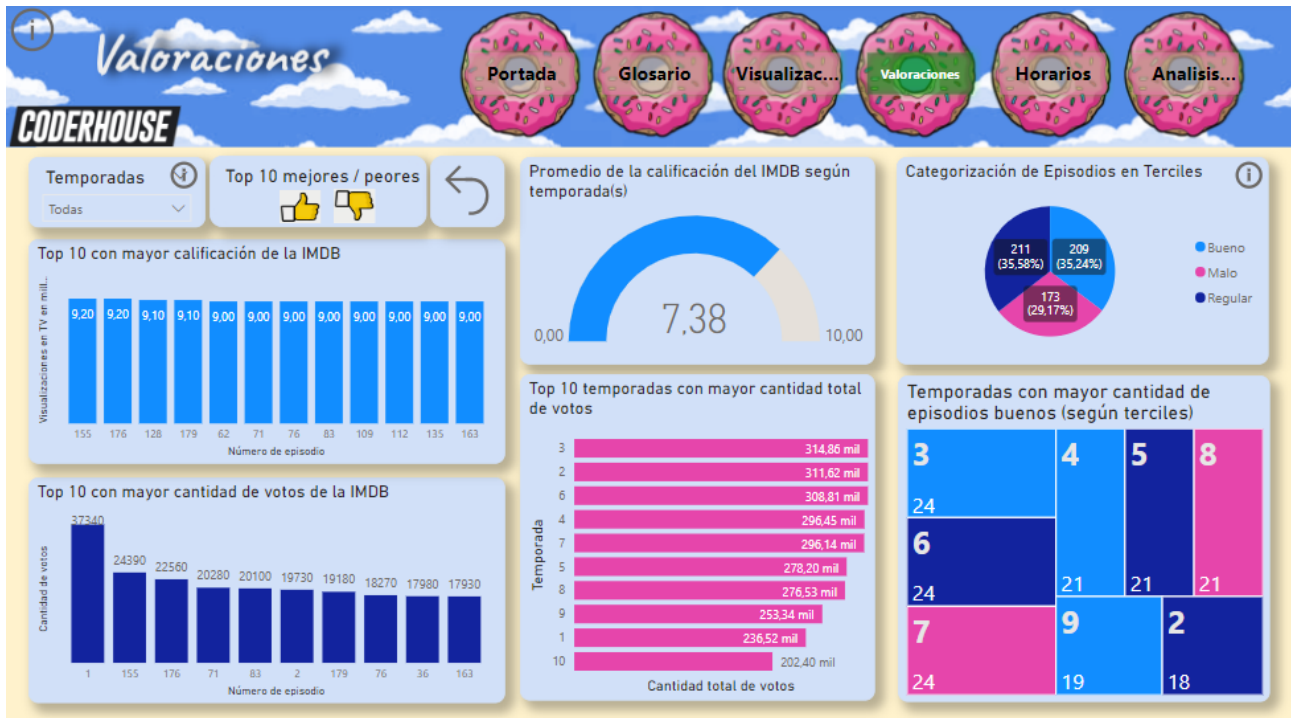 Valoraciones
CODERHOUSE
Portada
Glosario
Visualizac...
Valoraciones
Horarios
Analisis...
Temporadas
Todas
Top 10 mejores / peores
Top 10 con mayor calificación de la IMDB
Visualizaciones en TV en mill...
9,20 9,20 9,10 9,10 9,00 9,00 9,00 9,00 9,00 9,00 9,00 9,00
155 176 128 179 62 71 76 83 109 112 135 163
Número de episodio
Top 10 con mayor cantidad de votos de la IMDB
Cantidad de votos
37340 24390 22560 20280 20100 19730 19180 18270 17980 17930
1 155 176 71 83 2 179 76 36 163
Número de episodio
Promedio de la calificación del IMDB según
temporada(s)
7,38
0,00 10,00
Top 10 temporadas con mayor cantidad total
de votos
Temporada
3 314,86 mil
2 311,62 mil
6 308,81 mil
4 296,45 mil
7 296,14 mil
5 278,20 mil
8 276,53 mil
9 253,34 mil
1 236,52 mil
10 202,40 mil
Cantidad total de votos
Categorización de Episodios en Terciles
211
(35,58%)
209
(35,24%)
173
(29,17%)
Bueno
Malo
Regular
Temporadas con mayor cantidad de
episodios buenos (según terciles)
3
24
6
24
7
24
4
21
5
21
8
21
9
19
2
18